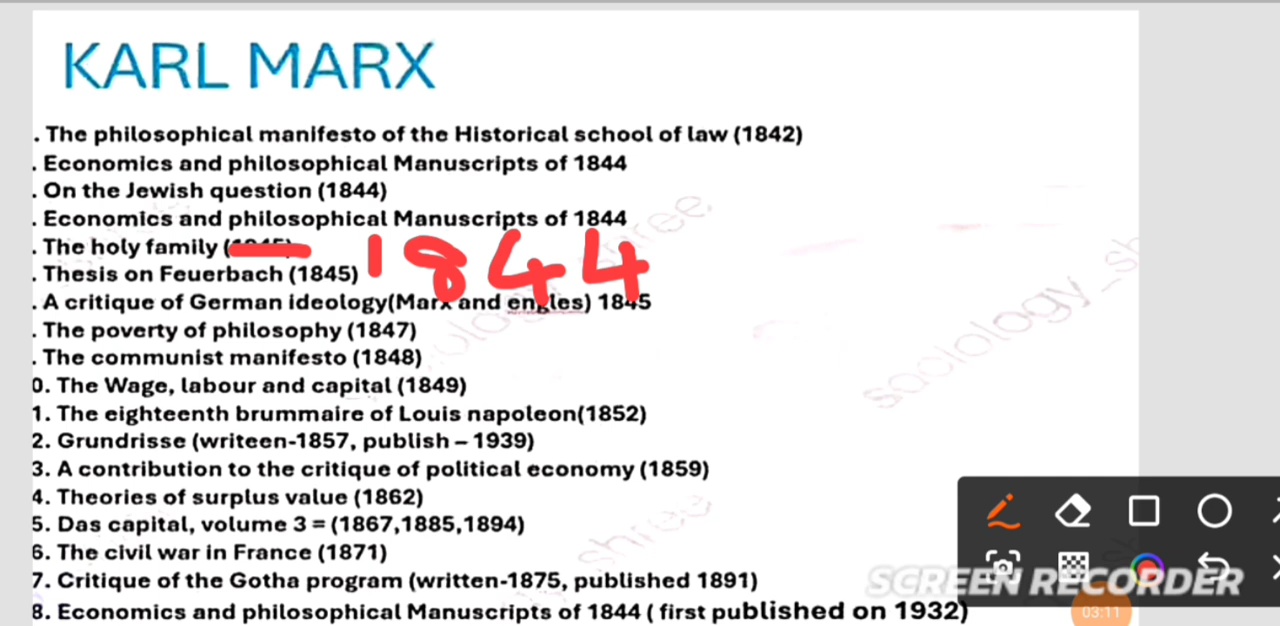 KARL MARX
. The philosophical manifesto of the Historical school of law (1842)
. Economics and philosophical Manuscripts of 1844
. On the Jewish question (1844)
. Economics and philosophical Manuscripts of 1844
. The holy family (1845) 1844
. Thesis on Feuerbach (1845)
. A critique of German ideology(Marx and engles) 1845
. The poverty of philosophy (1847)
. The communist manifesto (1848)
0. The Wage, labour and capital (1849)
1. The eighteenth brummaire of Louis napoleon(1852)
2. Grundrisse (writeen-1857, publish – 1939)
3. A contribution to the critique of political economy (1859)
4. Theories of surplus value (1862)
5. Das capital, volume 3 = (1867,1885,1894)
6. The civil war in France (1871)
7. Critique of the Gotha program (written-1875, published 1891)
8. Economics and philosophical Manuscripts of 1844 ( first published on 1932)
sociology_sh
shree
SCREEN RECORDER
03:11